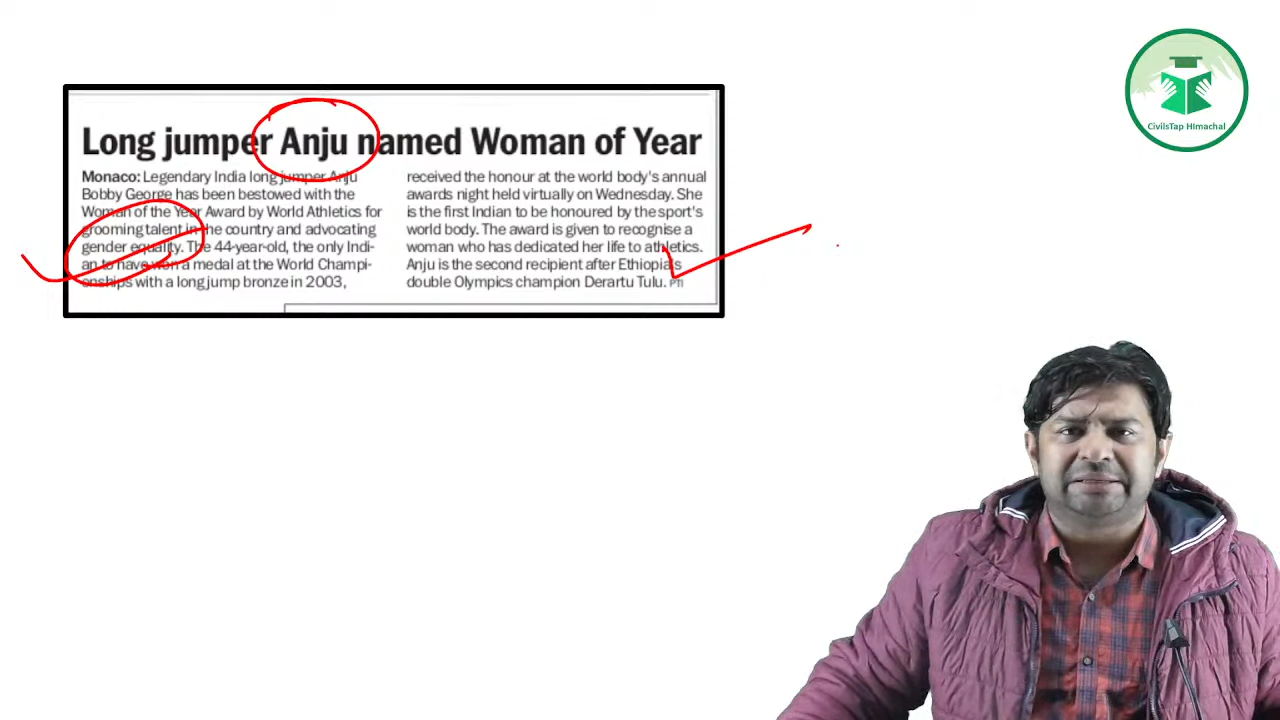 Long jumper Anju named Woman of Year
Monaco: Legendary India long jumper Anju
Bobby George has been bestowed with the
Woman of the Year Award by World Athletics for
grooming talent in the country and advocating
gender equality. The 44-year-old, the only Indi-
an to have won a medal at the World Champi-
onships with a long jump bronze in 2003,
received the honour at the world body's annual
awards night held virtually on Wednesday. She
is the first Indian to be honoured by the sport's
world body. The award is given to recognise a
woman who has dedicated her life to athletics.
Anju is the second recipient after Ethiopia's
double Olympics champion Derartu Tulu. PTI
CivilsTap HImachal